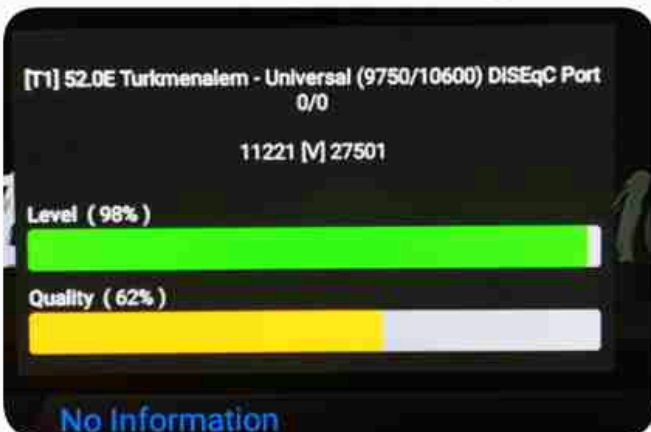 [T1] 52.0E Turkmenalem - Universal (9750/10600) DISEqC Port
0/0
11221 [V] 27501
Level ( 98% )
Quality ( 62% )
No Information